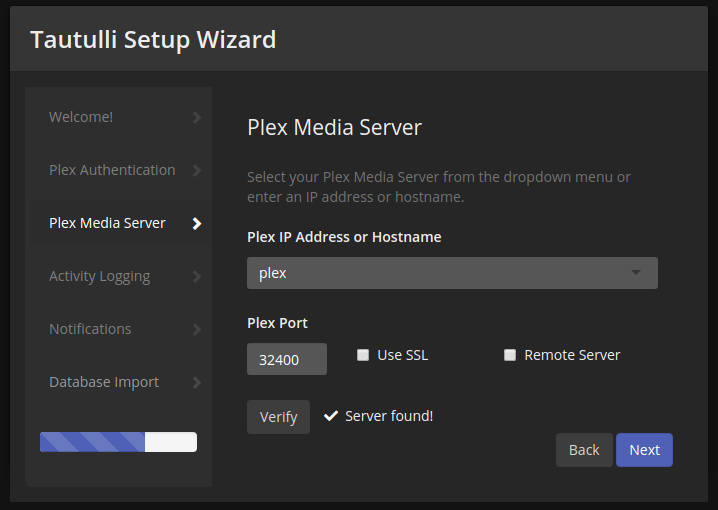 Tautulli Setup Wizard
Welcome!
Plex Authentication
Plex Media Server
Activity Logging
Notifications
Database Import
Plex Media Server
Select your Plex Media Server from the dropdown menu or
enter an IP address or hostname.
Plex IP Address or Hostname
plex
Plex Port
32400
Use SSL
Remote Server
Verify
Server found!
Back
Next